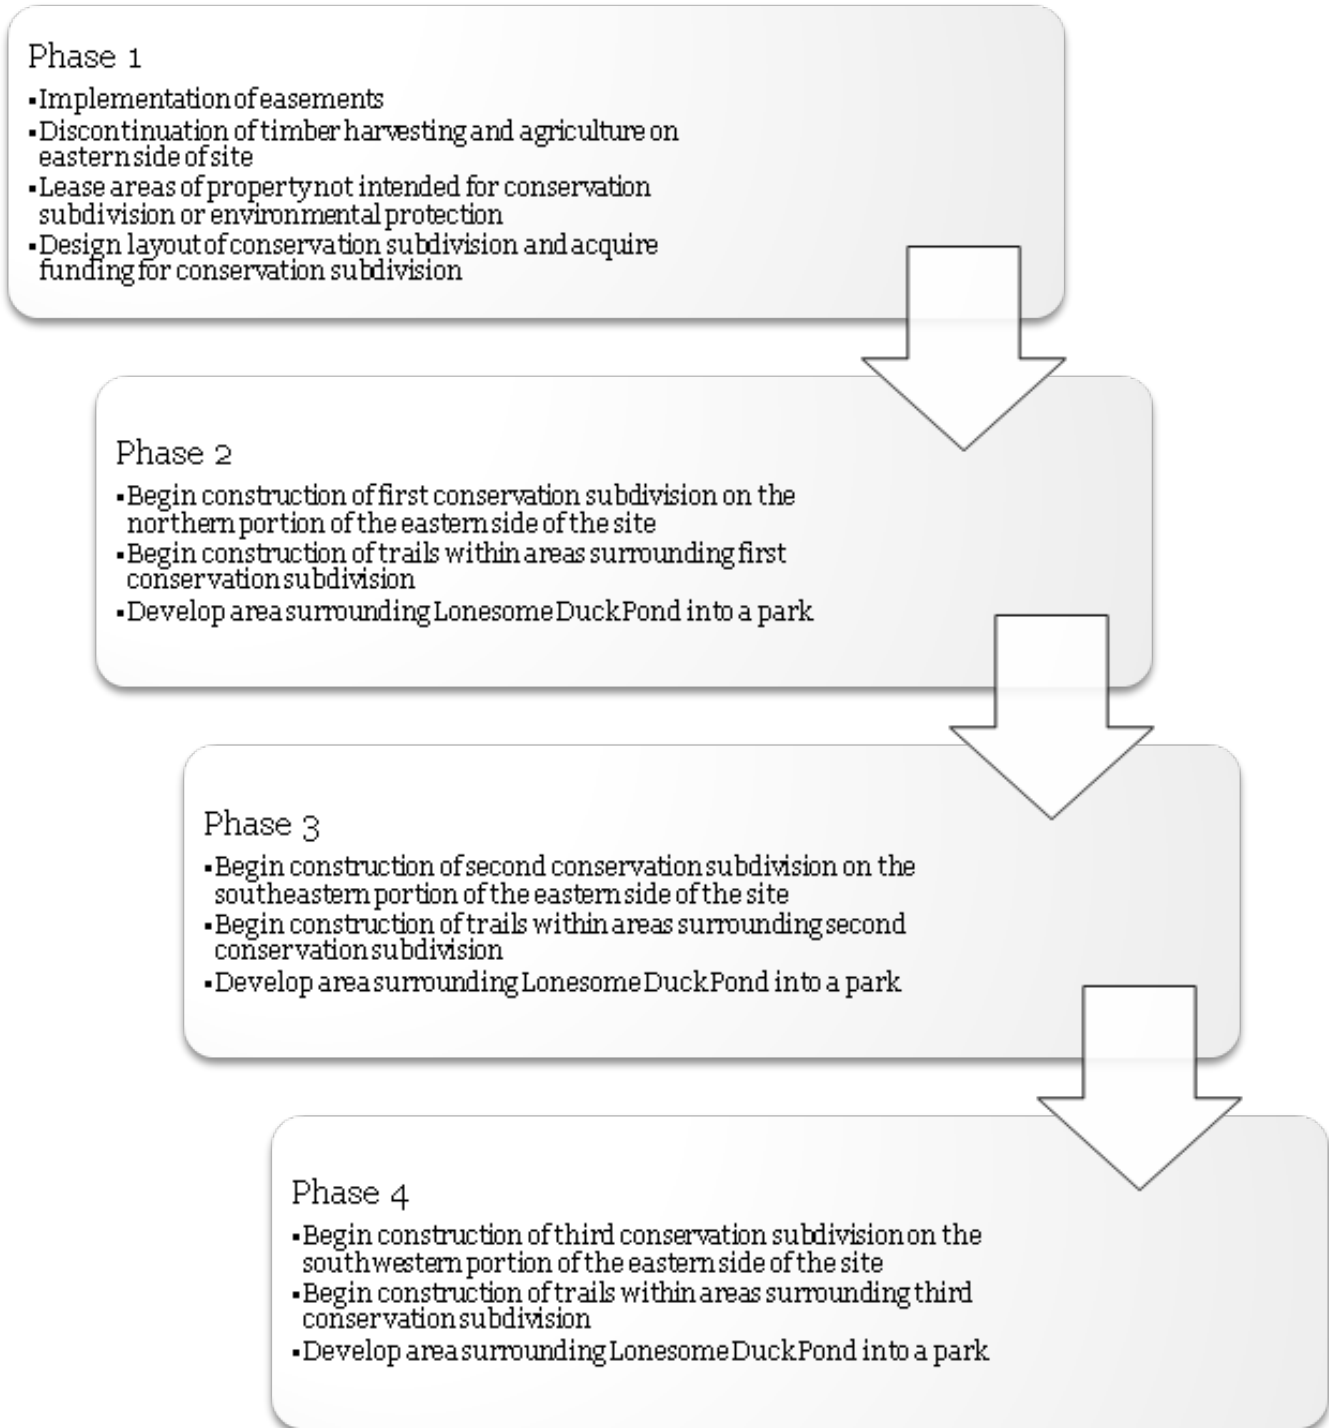 Phase 1
▪Implementation of easements
▪Discontinuation of timber harvesting and agriculture on
eastern side of site
▪Lease areas of property not intended for conservation
subdivision or environmental protection
▪Design layout of conservation subdivision and acquire
funding for conservation subdivision
Phase 2
▪Begin construction of first conservation subdivision on the
northern portion of the eastern side of the site
▪Begin construction of trails within areas surrounding first
conservation subdivision
▪Develop area surrounding Lonesome Duck Pond into a park
Phase 3
▪Begin construction of second conservation subdivision on the
southeastern portion of the eastern side of the site
▪Begin construction of trails within areas surrounding second
conservation subdivision
▪Develop area surrounding Lonesome Duck Pond into a park
Phase 4
▪Begin construction of third conservation subdivision on the
southwestern portion of the eastern side of the site
▪Begin construction of trails within areas surrounding third
conservation subdivision
▪Develop area surrounding Lonesome Duck Pond into a park